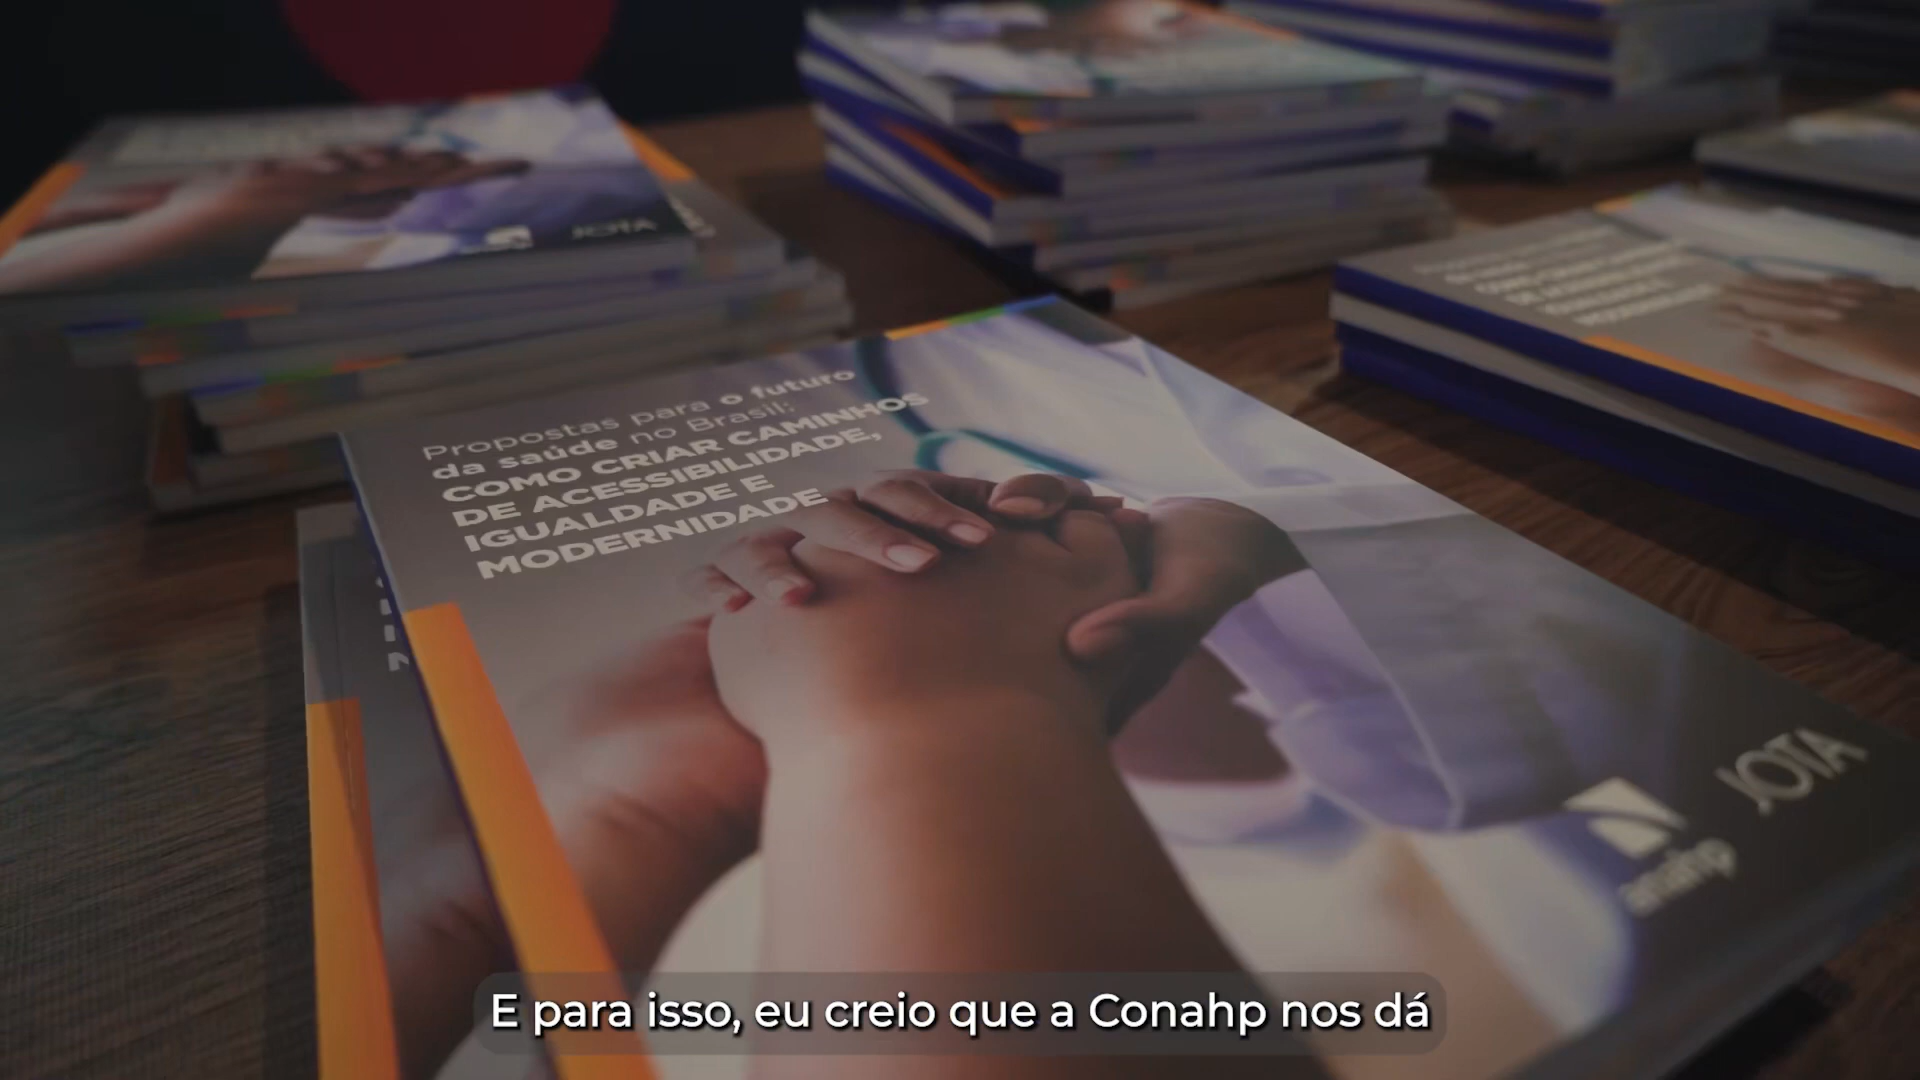 JOTA
Propostas para o futuro
da saúde no Brasil:
COMO CRIAR CAMINHOS
DE ACESSIBILIDADE,
IGUALDADE E
MODERNIDADE
anahp
JOTA
E para isso, eu creio que a Conahp nos dá